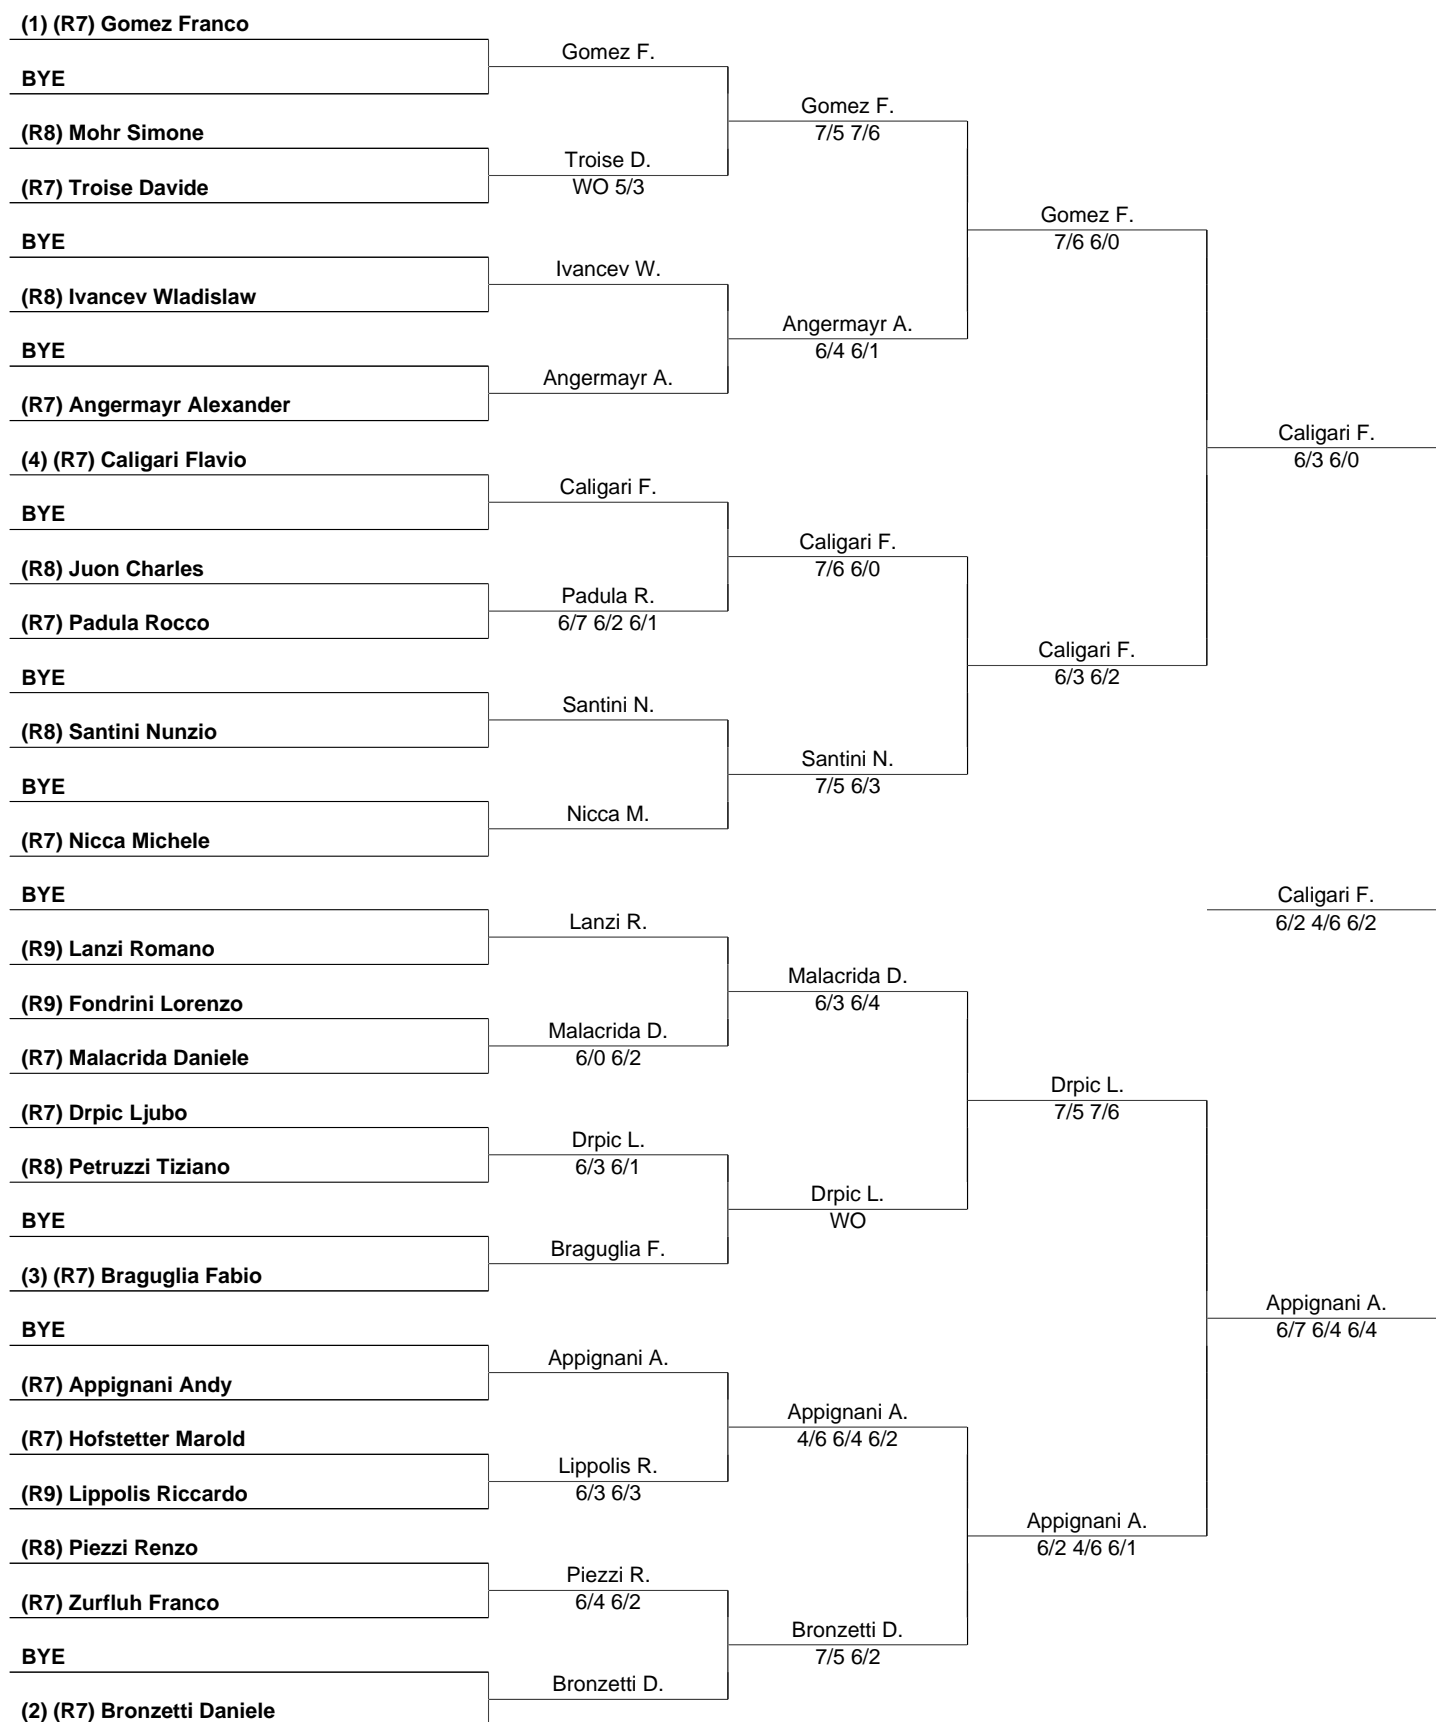 (1) (R7) Gomez Franco
Gomez F.
BYE
Gomez F.
7/5 7/6
(R8) Mohr Simone
Troise D.
WO 5/3
(R7) Troise Davide
Gomez F.
7/6 6/0
BYE
Ivancev W.
(R8) Ivancev Wladislaw
Angermayr A.
6/4 6/1
BYE
Angermayr A.
(R7) Angermayr Alexander
Caligari F.
6/3 6/0
(4) (R7) Caligari Flavio
Caligari F.
BYE
Caligari F.
7/6 6/0
(R8) Juon Charles
Padula R.
6/7 6/2 6/1
(R7) Padula Rocco
Caligari F.
6/3 6/2
BYE
Santini N.
(R8) Santini Nunzio
Santini N.
7/5 6/3
BYE
Nicca M.
(R7) Nicca Michele
BYE
Caligari F.
6/2 4/6 6/2
Lanzi R.
(R9) Lanzi Romano
Malacrida D.
6/3 6/4
(R9) Fondrini Lorenzo
Malacrida D.
6/0 6/2
(R7) Malacrida Daniele
Drpic L.
7/5 7/6
(R7) Drpic Ljubo
Drpic L.
6/3 6/1
(R8) Petruzzi Tiziano
Drpic L.
WO
BYE
Braguglia F.
(3) (R7) Braguglia Fabio
Appignani A.
6/7 6/4 6/4
BYE
Appignani A.
(R7) Appignani Andy
Appignani A.
4/6 6/4 6/2
(R7) Hofstetter Marold
Lippolis R.
6/3 6/3
(R9) Lippolis Riccardo
Appignani A.
6/2 4/6 6/1
(R8) Piezzi Renzo
Piezzi R.
6/4 6/2
(R7) Zurfluh Franco
Bronzetti D.
7/5 6/2
BYE
Bronzetti D.
(2) (R7) Bronzetti Daniele